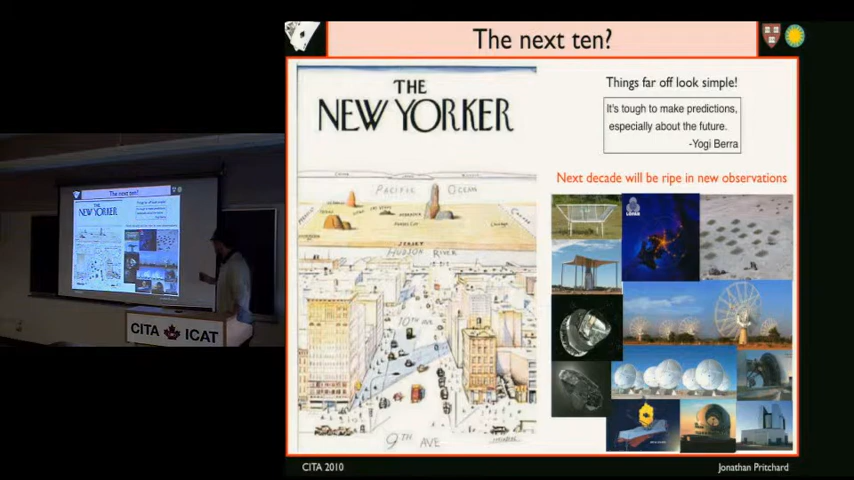 The next ten?
THE
NEW YORKER
Things far off look simple!
It's tough to make predictions,
especially about the future.
-Yogi Berra
Next decade will be ripe in new observations
PACIFIC OCEAN
HUDSON RIVER
10TH AVE
9TH AVE
JERSEY
LOFAR
CITA ICAT
CITA 2010
Jonathan Pritchard